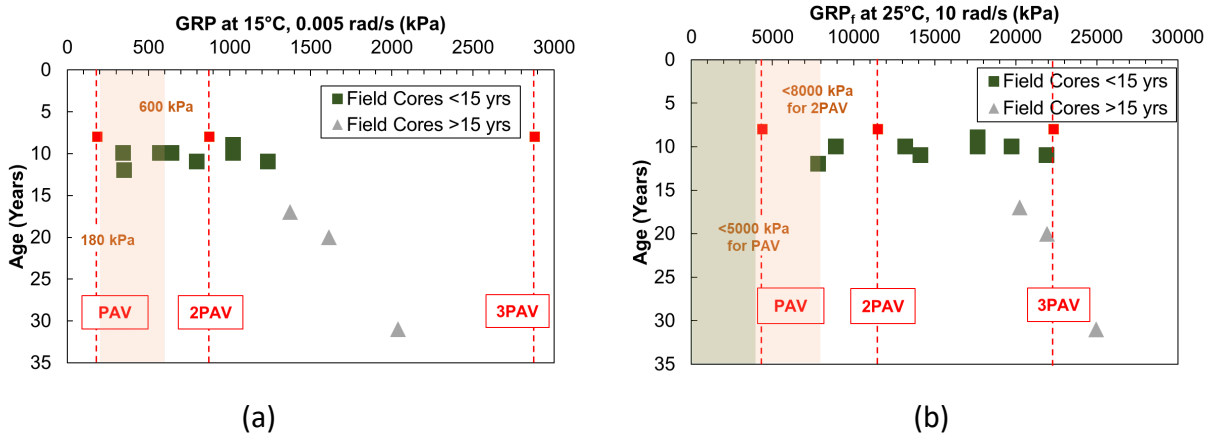 GRP at 15°C, 0.005 rad/s (kPa)
0 500 1000 1500 2000 2500 3000
0
5
10
15
20
25
30
35
Age (Years)
600 kPa
180 kPa
Field Cores <15 yrs
Field Cores >15 yrs
PAV
2PAV
3PAV
(a)
GRPf at 25°C, 10 rad/s (kPa)
0 4000 10000 15000 20000 25000 30000
0
5
10
15
20
25
30
35
Age (Years)
<8000 kPa
for 2PAV
<5000 kPa
for PAV
Field Cores <15 yrs
Field Cores >15 yrs
PAV
2PAV
3PAV
(b)